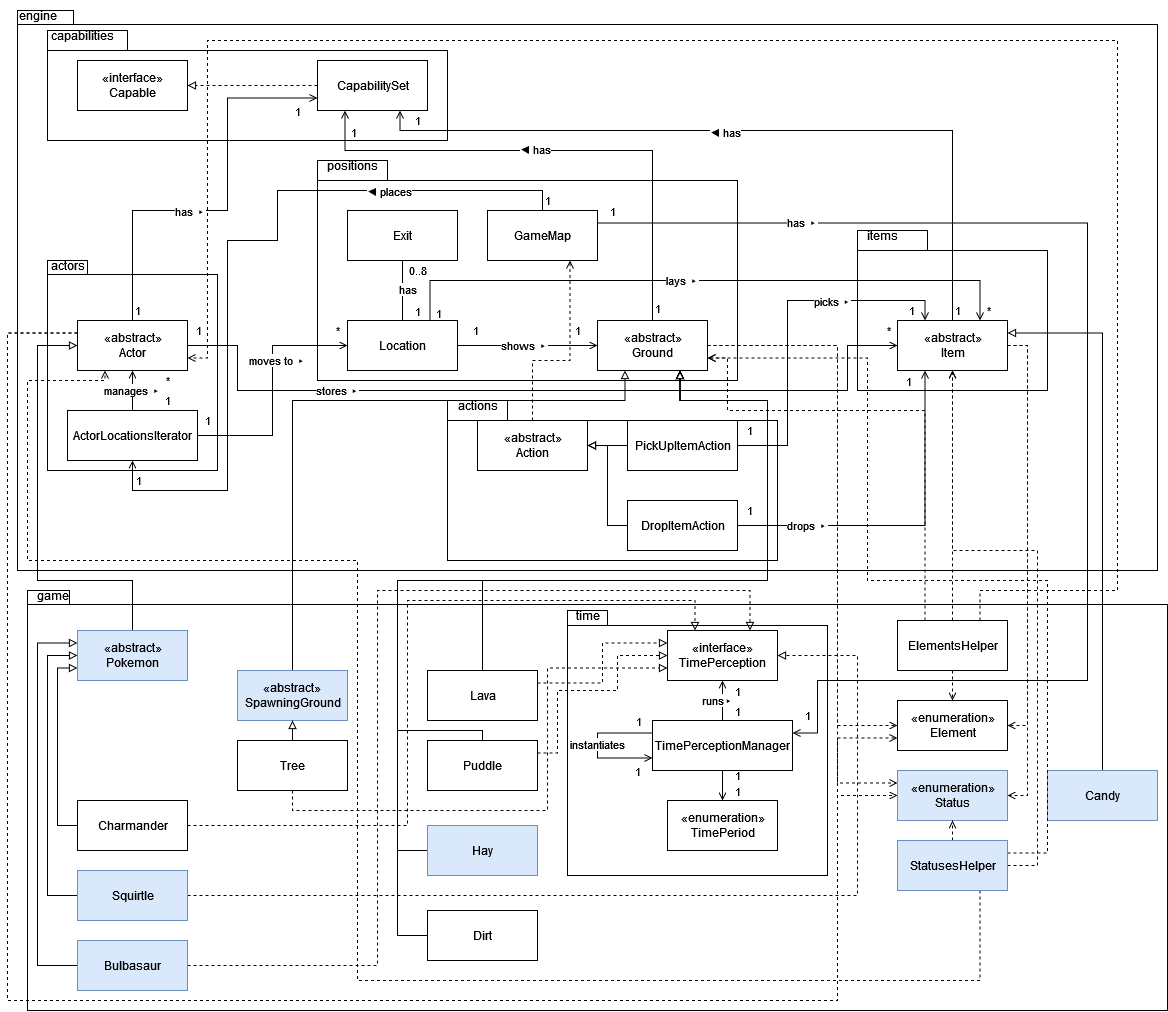 engine
capabilities
«interface»
Capable
CapabilitySet
1
1
1
◀ has
◀ has
positions
◀ places
has ▸
1
1
has ▸
Exit
GameMap
items
actors
0..8
has
lays ▸
picks ▸
1
1
1
1
1
1
*
«abstract»
Actor
1
*
Location
1
shows ▸
1
«abstract»
Ground
*
«abstract»
Item
moves to ▸
manages ▸
*
1
stores ▸
1
actions
ActorLocationsIterator
1
«abstract»
Action
PickUpItemAction
1
1
DropItemAction
1
drops ▸
game
time
«abstract»
Pokemon
«interface»
TimePerception
ElementsHelper
«abstract»
SpawningGround
Lava
1
runs ▸
1
1
1
«enumeration»
Element
instantiates
TimePerceptionManager
Tree
Puddle
1
1
1
«enumeration»
Status
Candy
Charmander
«enumeration»
TimePeriod
Hay
StatusesHelper
Squirtle
Dirt
Bulbasaur